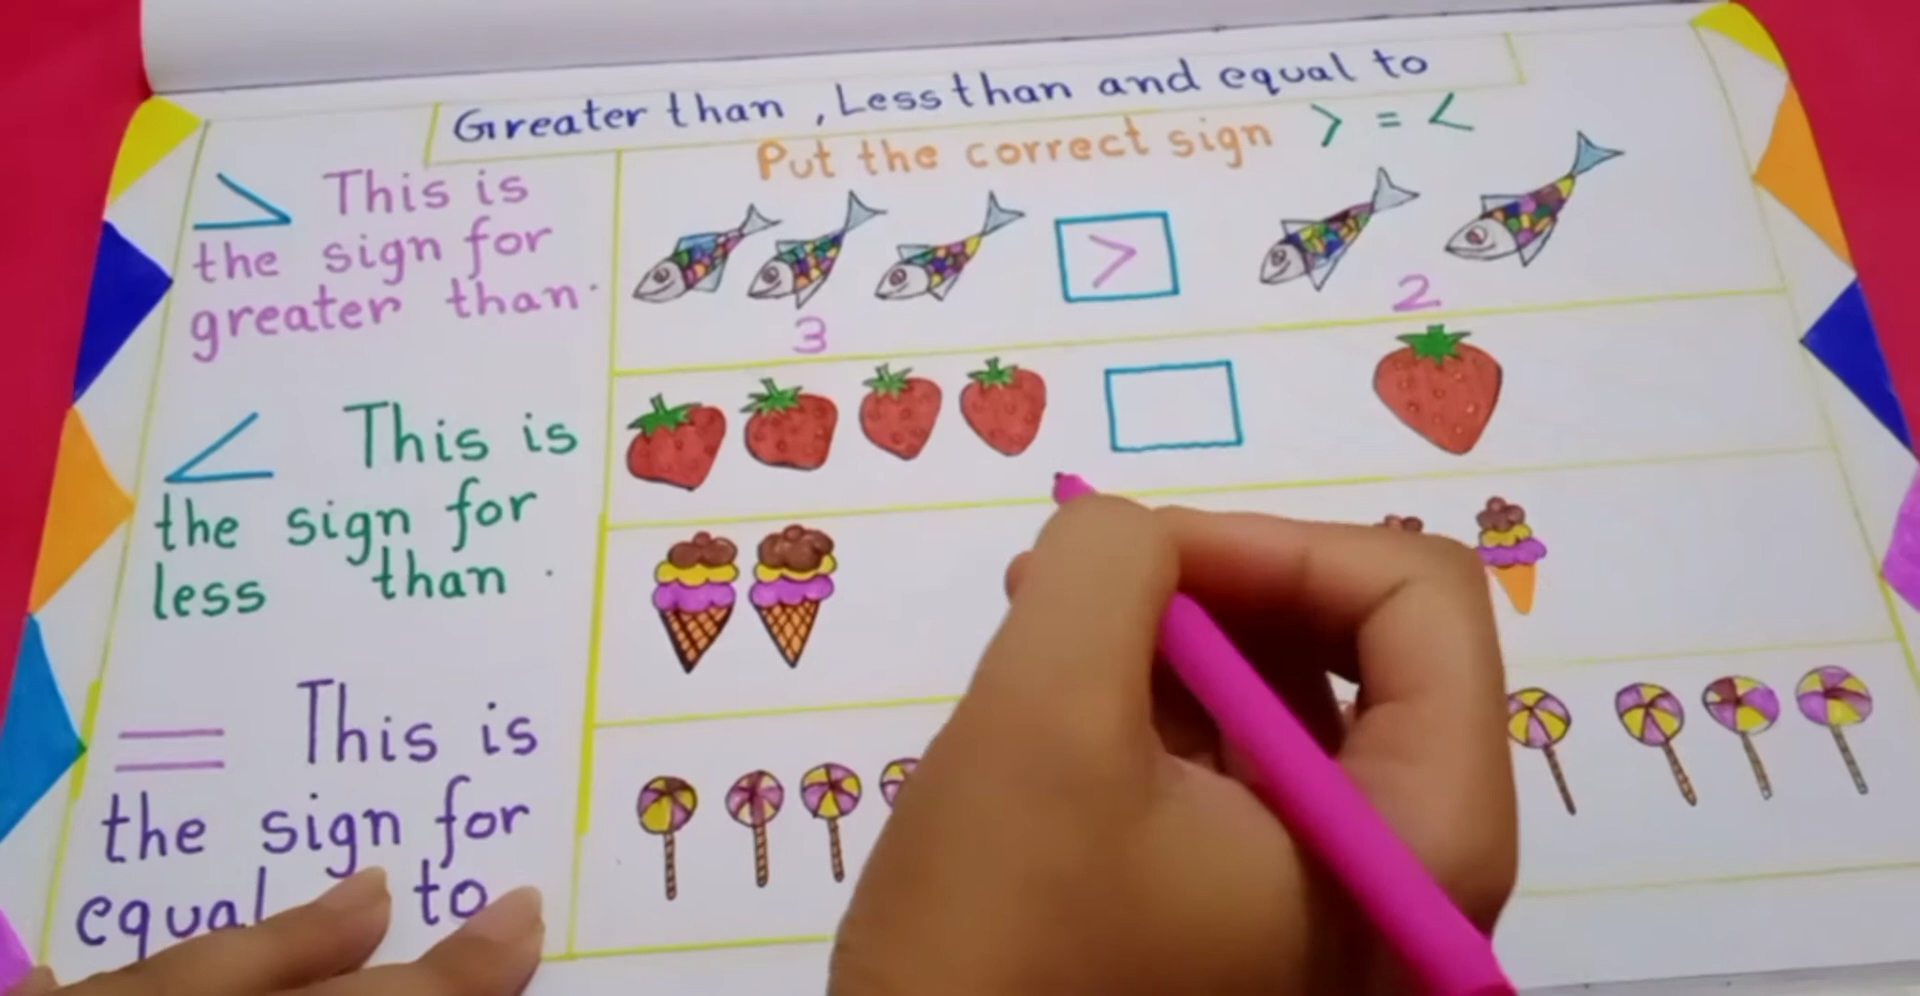 Greater than , Less than and equal to
Put the correct sign > = <
> This is
the sign for
greater than.
< This is
the sign for
less than .
= This is
the sign for
equal to
>
3
2